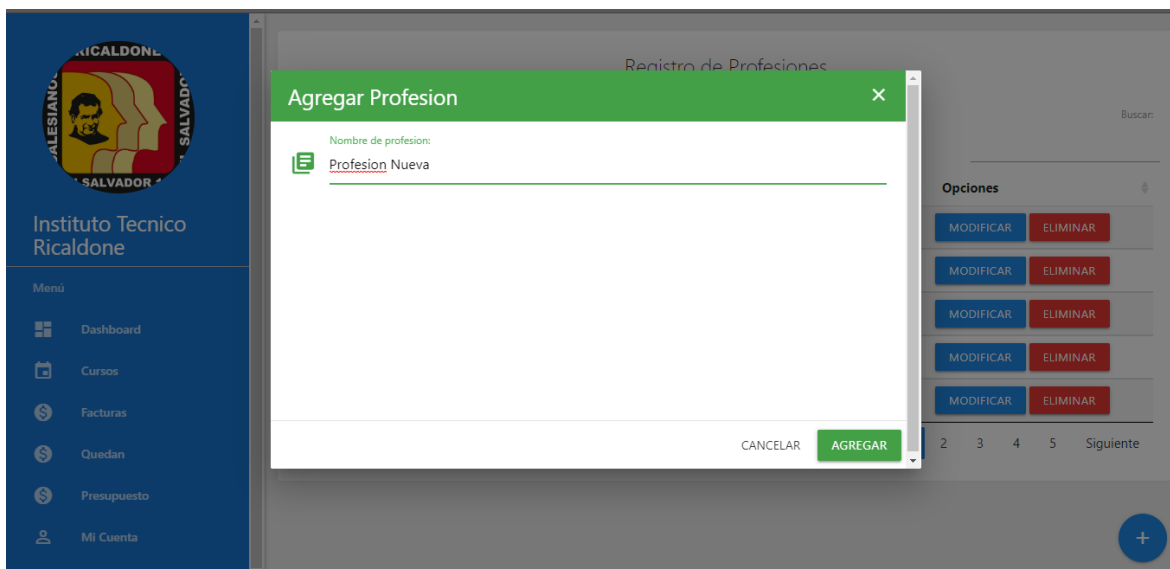 RICALDONE
SALESIANO
SALVADO
SALVADOR
Instituto Tecnico
Ricaldone
Menú
Dashboard
Cursos
Facturas
Quedan
Presupuesto
Mi Cuenta
Registro de Profesiones
Agregar Profesion ×
Nombre de profesion:
Profesion Nueva
CANCELAR AGREGAR
Buscar:
Opciones
MODIFICAR ELIMINAR
MODIFICAR ELIMINAR
MODIFICAR ELIMINAR
MODIFICAR ELIMINAR
MODIFICAR ELIMINAR
2 3 4 5 Siguiente
+